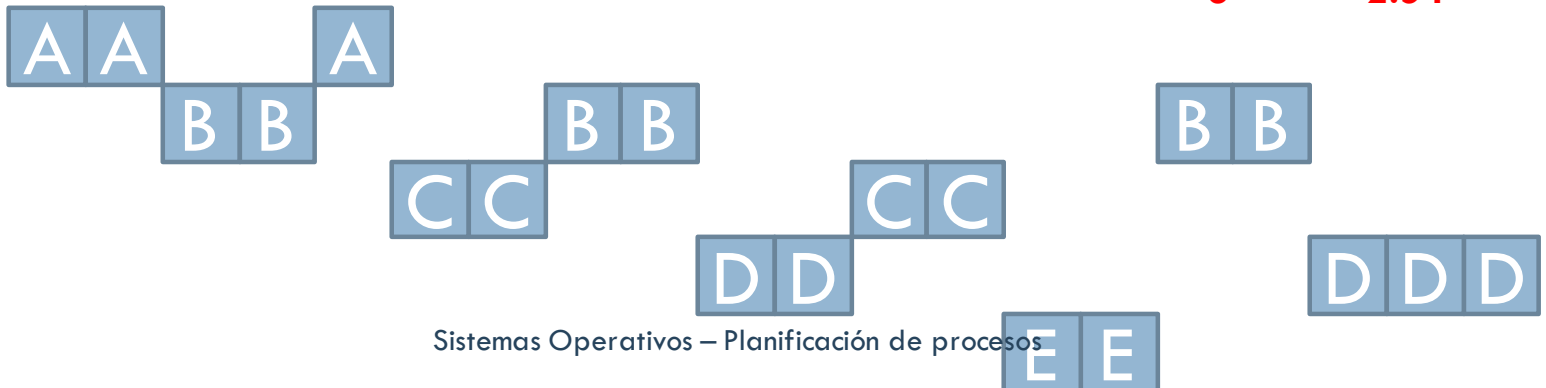 A A A
B B B B B B
C C C C
D D D D D
Sistemas Operativos – Planificación de procesos
E E